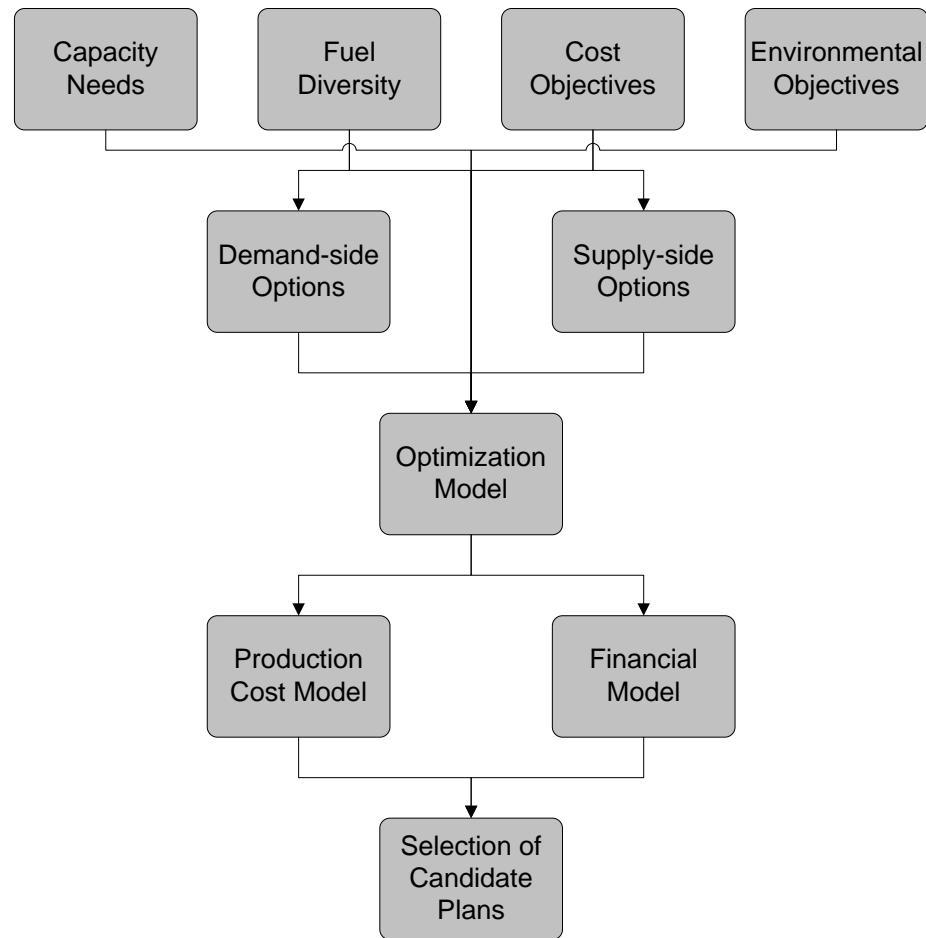 Capacity
Needs
Fuel
Diversity
Cost
Objectives
Environmental
Objectives
Demand-side
Options
Supply-side
Options
Optimization
Model
Production
Cost Model
Financial
Model
Selection of
Candidate
Plans